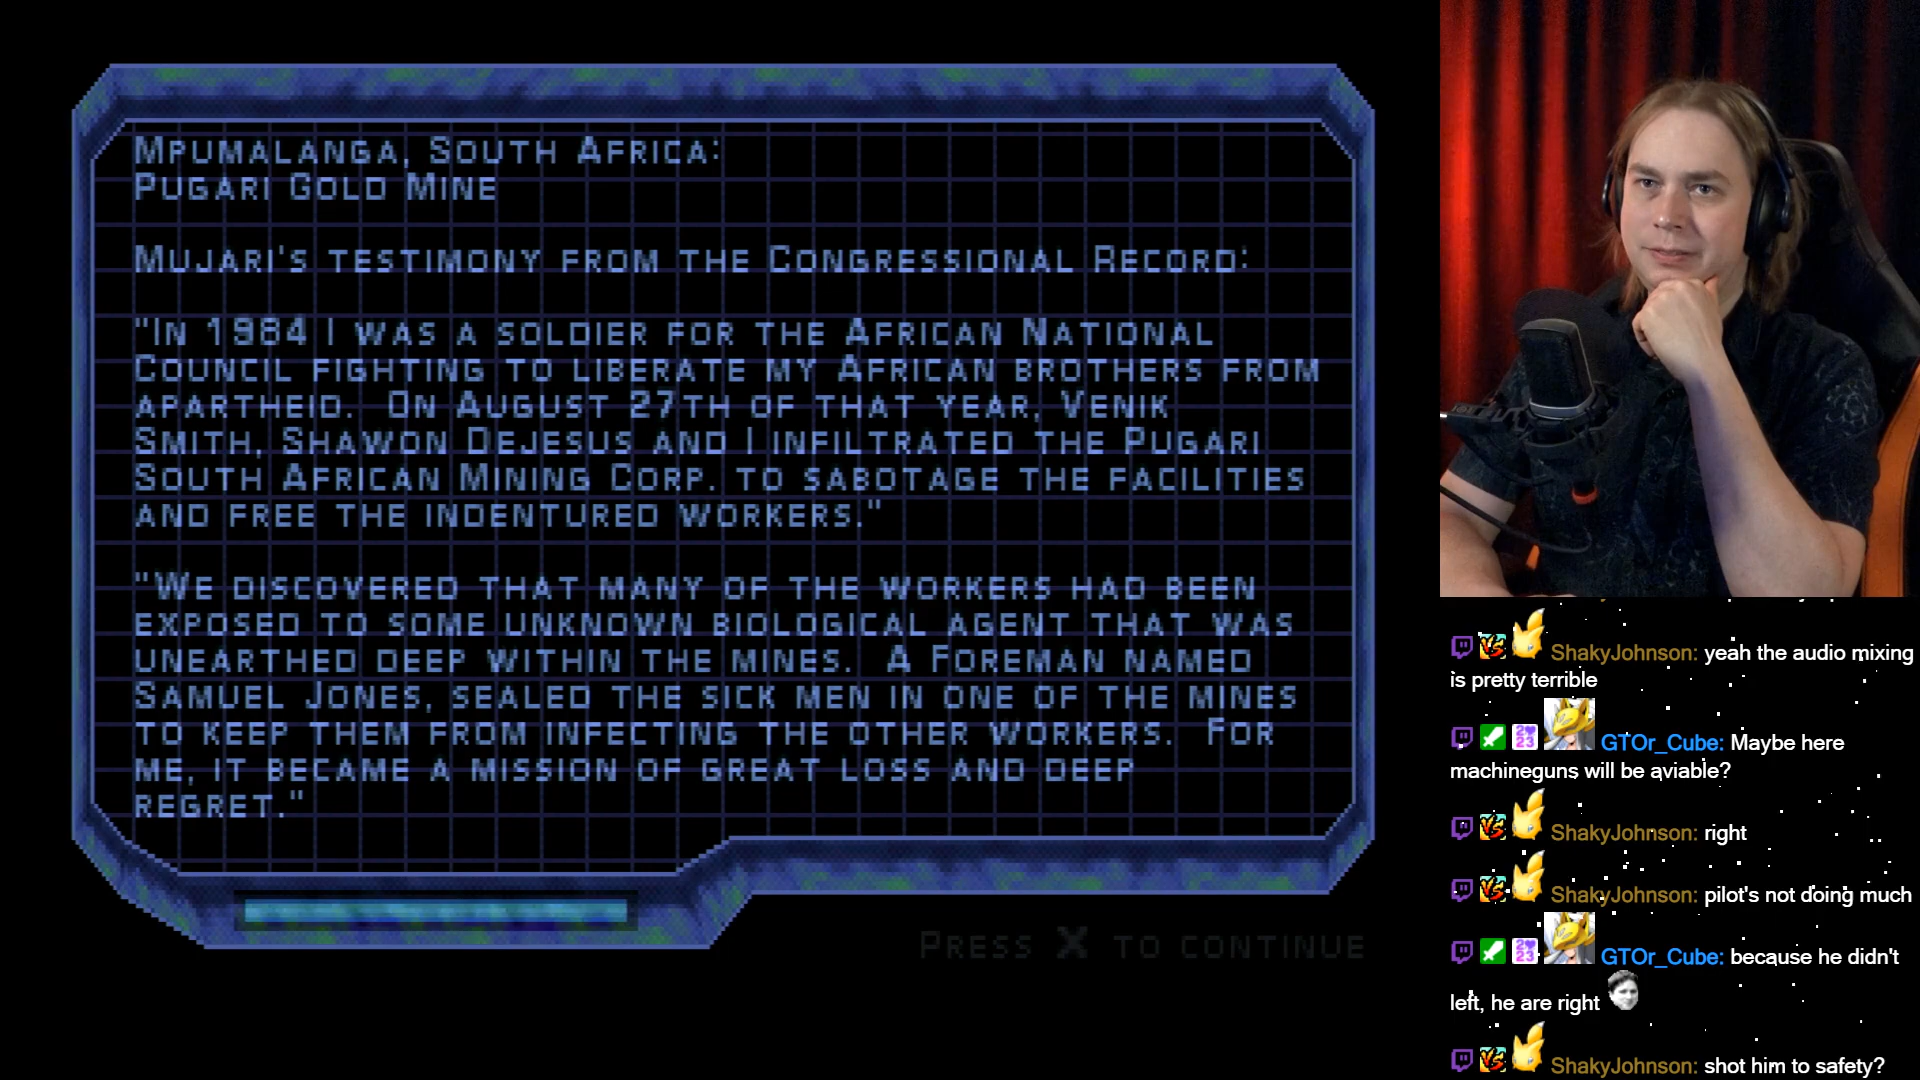 MPUMALANGA, SOUTH AFRICA:
PUGARI GOLD MINE
MUJARI'S TESTIMONY FROM THE CONGRESSIONAL RECORD:
"IN 1984 I WAS A SOLDIER FOR THE AFRICAN NATIONAL
COUNCIL FIGHTING TO LIBERATE MY AFRICAN BROTHERS FROM
APARTHEID. ON AUGUST 27TH OF THAT YEAR, VENIK
SMITH, SHAWON DEJESUS AND I INFILTRATED THE PUGARI
SOUTH AFRICAN MINING CORP. TO SABOTAGE THE FACILITIES
AND FREE THE INDENTURED WORKERS."
"WE DISCOVERED THAT MANY OF THE WORKERS HAD BEEN
EXPOSED TO SOME UNKNOWN BIOLOGICAL AGENT THAT WAS
UNEARTHED DEEP WITHIN THE MINES. A FOREMAN NAMED
SAMUEL JONES, SEALED THE SICK MEN IN ONE OF THE MINES
TO KEEP THEM FROM INFECTING THE OTHER WORKERS. FOR
ME, IT BECAME A MISSION OF GREAT LOSS AND DEEP
REGRET."
PRESS X TO CONTINUE
ShakyJohnson: yeah the audio mixing
is pretty terrible
GTOr_Cube: Maybe here
machineguns will be aviable?
ShakyJohnson: right
ShakyJohnson: pilot's not doing much
GTOr_Cube: because he didn't
left, he are right
ShakyJohnson: shot him to safety?